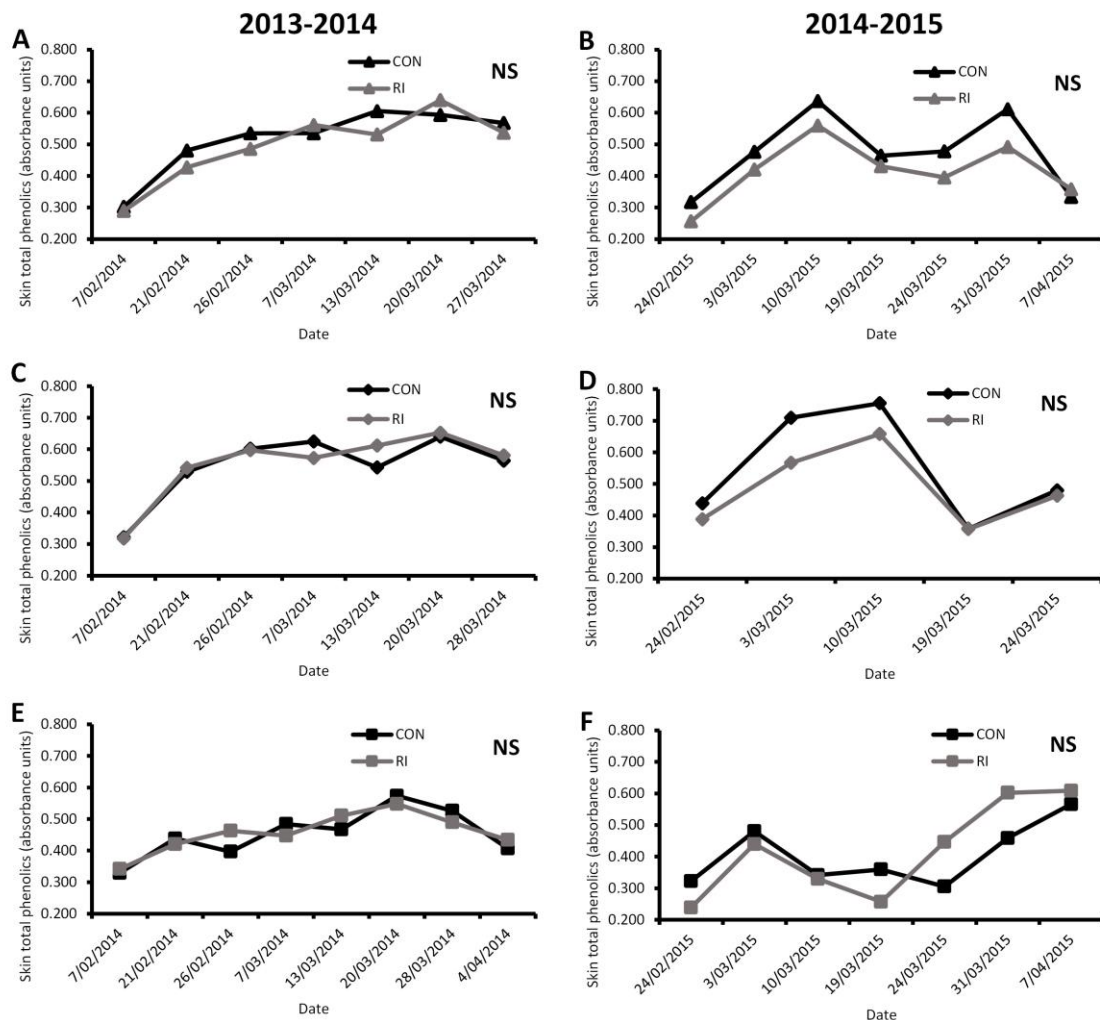 2013-2014
2014-2015
A
Skin total phenolics (absorbance units)
0.800
0.700
0.600
0.500
0.400
0.300
0.200
CON
RI
NS
7/02/2014
21/02/2014
26/02/2014
7/03/2014
13/03/2014
20/03/2014
27/03/2014
Date
B
Skin total phenolics (absorbance units)
0.800
0.700
0.600
0.500
0.400
0.300
0.200
CON
RI
NS
24/02/2015
3/03/2015
10/03/2015
19/03/2015
24/03/2015
31/03/2015
7/04/2015
Date
C
Skin total phenolics (absorbance units)
0.800
0.700
0.600
0.500
0.400
0.300
0.200
CON
RI
NS
7/02/2014
21/02/2014
26/02/2014
7/03/2014
13/03/2014
20/03/2014
28/03/2014
Date
D
Skin total phenolics (absorbance units)
0.800
0.700
0.600
0.500
0.400
0.300
0.200
CON
RI
NS
24/02/2015
3/03/2015
10/03/2015
19/03/2015
24/03/2015
Date
E
Skin total phenolics (absorbance units)
0.800
0.700
0.600
0.500
0.400
0.300
0.200
CON
RI
NS
7/02/2014
21/02/2014
26/02/2014
7/03/2014
13/03/2014
20/03/2014
28/03/2014
4/04/2014
Date
F
Skin total phenolics (absorbance units)
0.800
0.700
0.600
0.500
0.400
0.300
0.200
CON
RI
NS
24/02/2015
3/03/2015
10/03/2015
19/03/2015
24/03/2015
31/03/2015
7/04/2015
Date